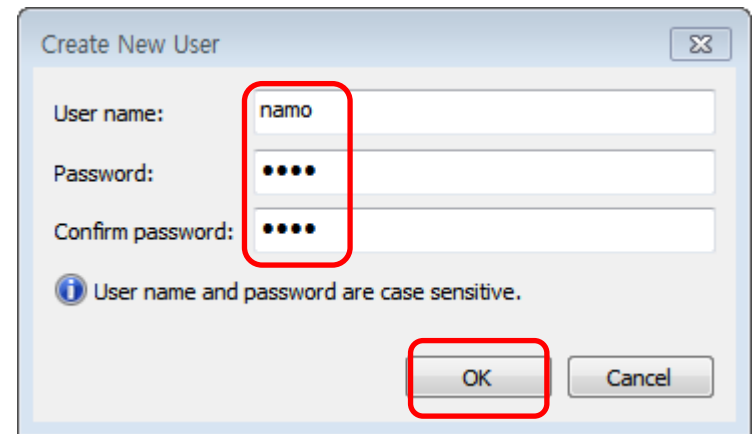 Create New User
User name: namo
Password: ••••
Confirm password: ••••
User name and password are case sensitive.
OK Cancel